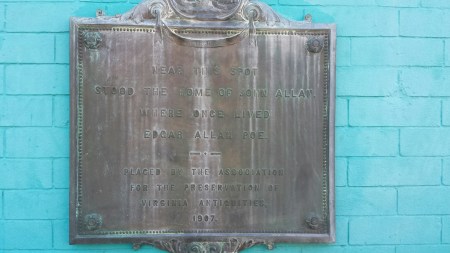 NEAR THIS SPOT
STOOD THE HOME OF JOHN ALLAN
WHERE ONCE LIVED
EDGAR ALLAN POE
PLACED BY THE ASSOCIATION
FOR THE PRESERVATION OF
VIRGINIA ANTIQUITIES,
1907